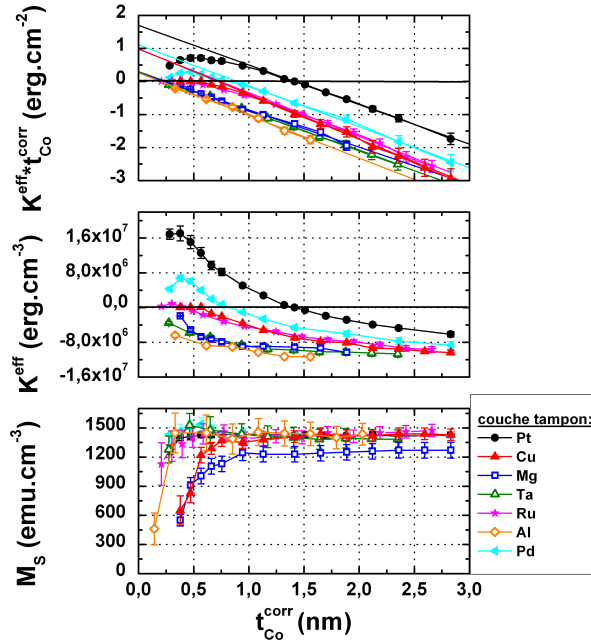 K^eff*t_Co^corr (erg.cm^-2)
2
1
0
-1
-2
-3
K^eff (erg.cm^-3)
1,6x10^7
8,0x10^6
0,0
-8,0x10^6
-1,6x10^7
M_S (emu.cm^-3)
1500
1200
900
600
300
0
0,0 0,5 1,0 1,5 2,0 2,5 3,0
t_Co^corr (nm)
couche tampon:
Pt
Cu
Mg
Ta
Ru
Al
Pd